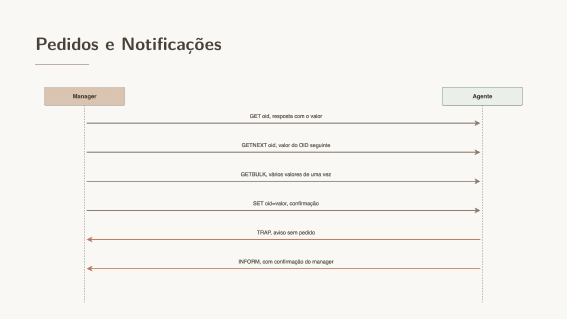 Pedidos e Notificações
Manager
Agente
GET oid, resposta com o valor
GETNEXT oid, valor do OID seguinte
GETBULK, vários valores de uma vez
SET oid=valor, confirmação
TRAP, aviso sem pedido
INFORM, com confirmação do manager